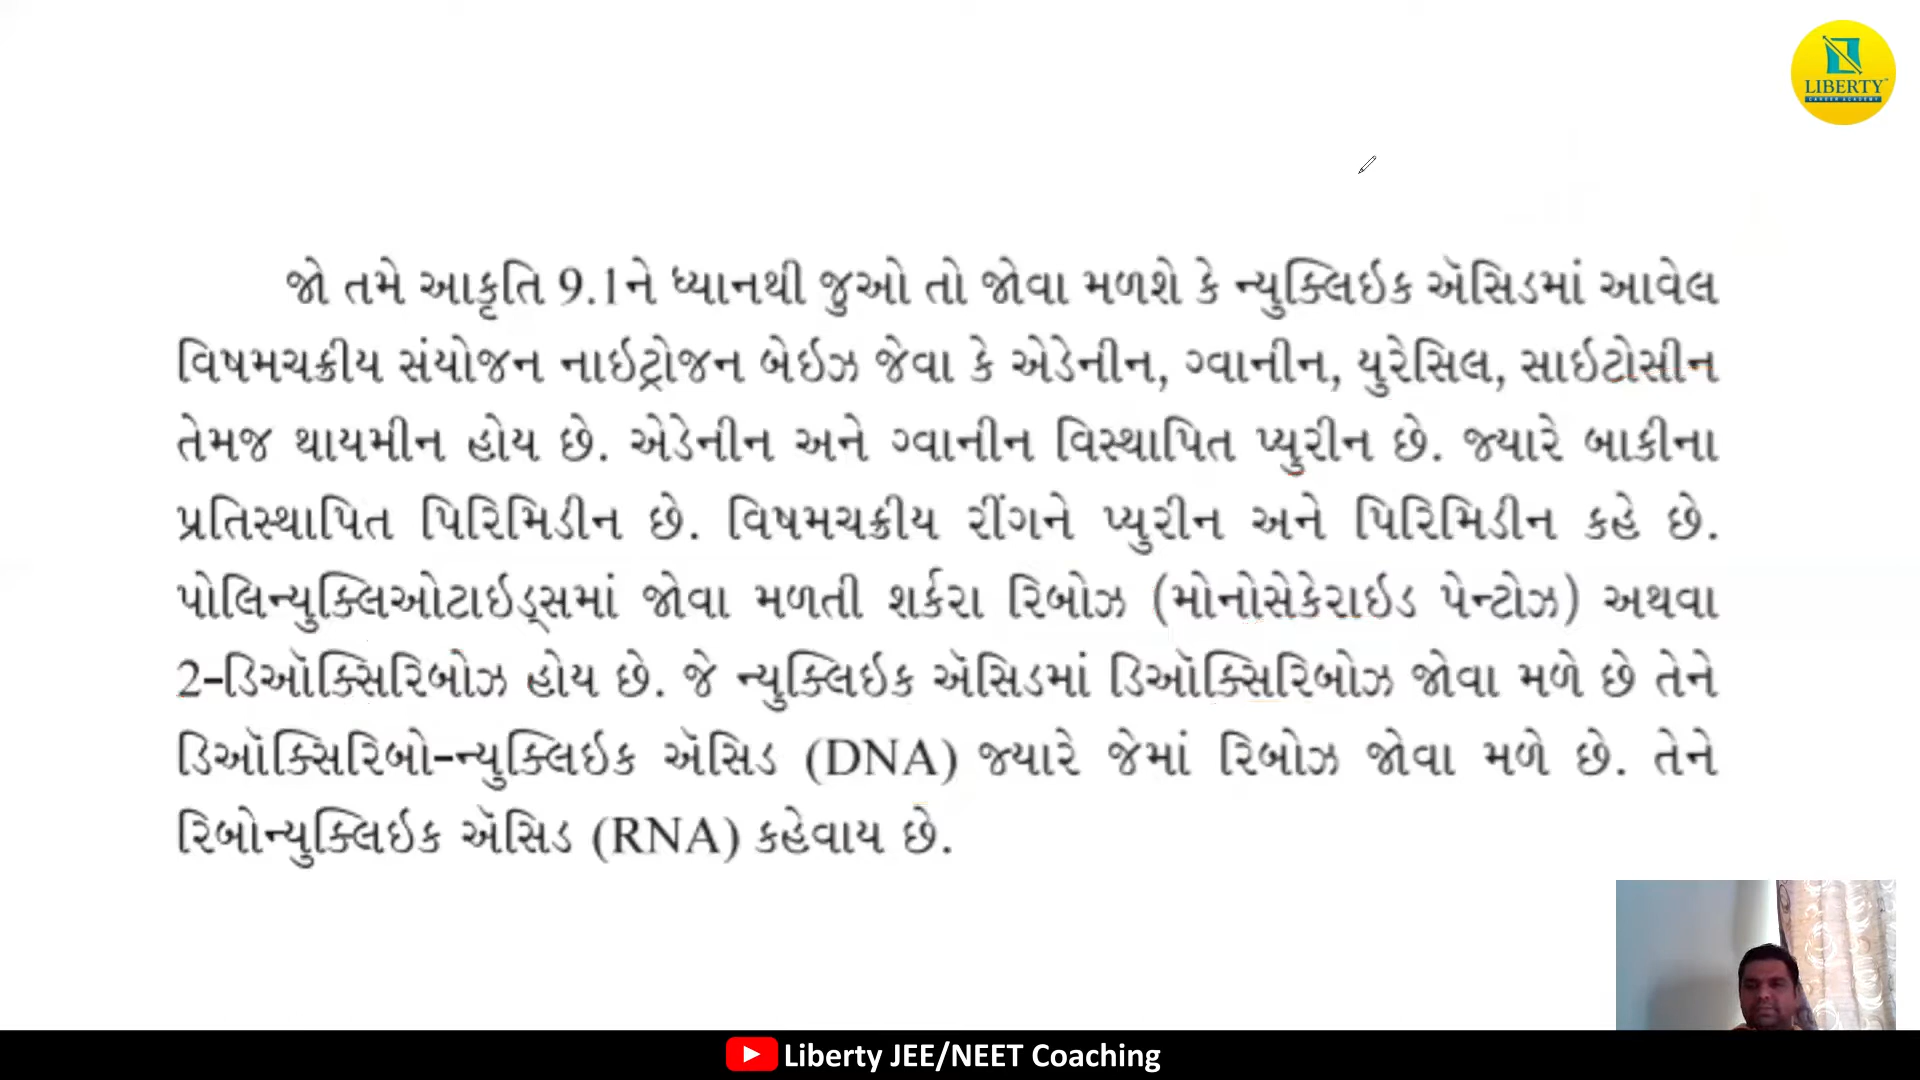 LIBERTY
CAREER ACADEMY
જો તમે આકૃતિ 9.1ને ધ્યાનથી જુઓ તો જોવા મળશે કે ન્યુક્લિઇક ઍસિડમાં આવેલ
વિષમચક્રીય સંયોજન નાઇટ્રોજન બેઇઝ જેવા કે એડેનીન, ગ્વાનીન, યુરેસિલ, સાઇટોસીન
તેમજ થાયમીન હોય છે. એડેનીન અને ગ્વાનીન વિસ્થાપિત પ્યુરીન છે. જ્યારે બાકીના
પ્રતિસ્થાપિત પિરિમિડીન છે. વિષમચક્રીય રીંગને પ્યુરીન અને પિરિમિડીન કહે છે.
પોલિન્યુક્લિઓટાઇડ્સમાં જોવા મળતી શર્કરા રિબોઝ (મોનોસેકેરાઇડ પેન્ટોઝ) અથવા
2-ડિઑક્સિરિબોઝ હોય છે. જે ન્યુક્લિઇક ઍસિડમાં ડિઑક્સિરિબોઝ જોવા મળે છે તેને
ડિઑક્સિરિબો-ન્યુક્લિઇક ઍસિડ (DNA) જ્યારે જેમાં રિબોઝ જોવા મળે છે. તેને
રિબોન્યુક્લિઇક ઍસિડ (RNA) કહેવાય છે.
Liberty JEE/NEET Coaching